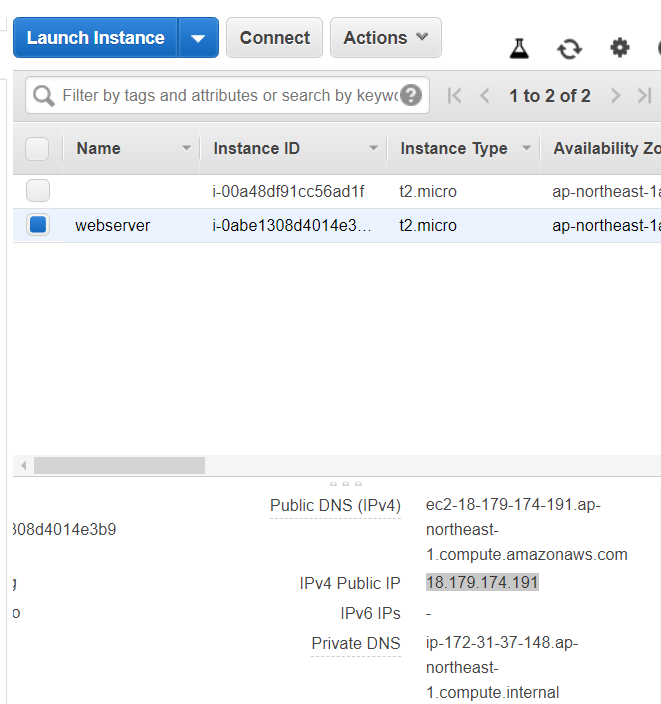 Launch Instance Connect Actions
Filter by tags and attributes or search by keyw
1 to 2 of 2
Name Instance ID Instance Type Availability Zo
i-00a48df91cc56ad1f t2.micro ap-northeast-1a
webserver i-0abe1308d4014e3... t2.micro ap-northeast-1a
Public DNS (IPv4) ec2-18-179-174-191.ap-
308d4014e3b9 northeast-
1.compute.amazonaws.com
g IPv4 Public IP 18.179.174.191
o IPv6 IPs -
Private DNS ip-172-31-37-148.ap-
northeast-
1.compute.internal